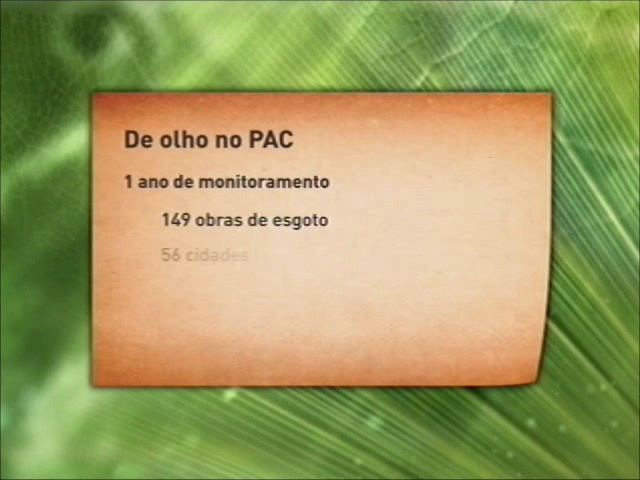 De olho no PAC
1 ano de monitoramento
149 obras de esgoto
56 cidades